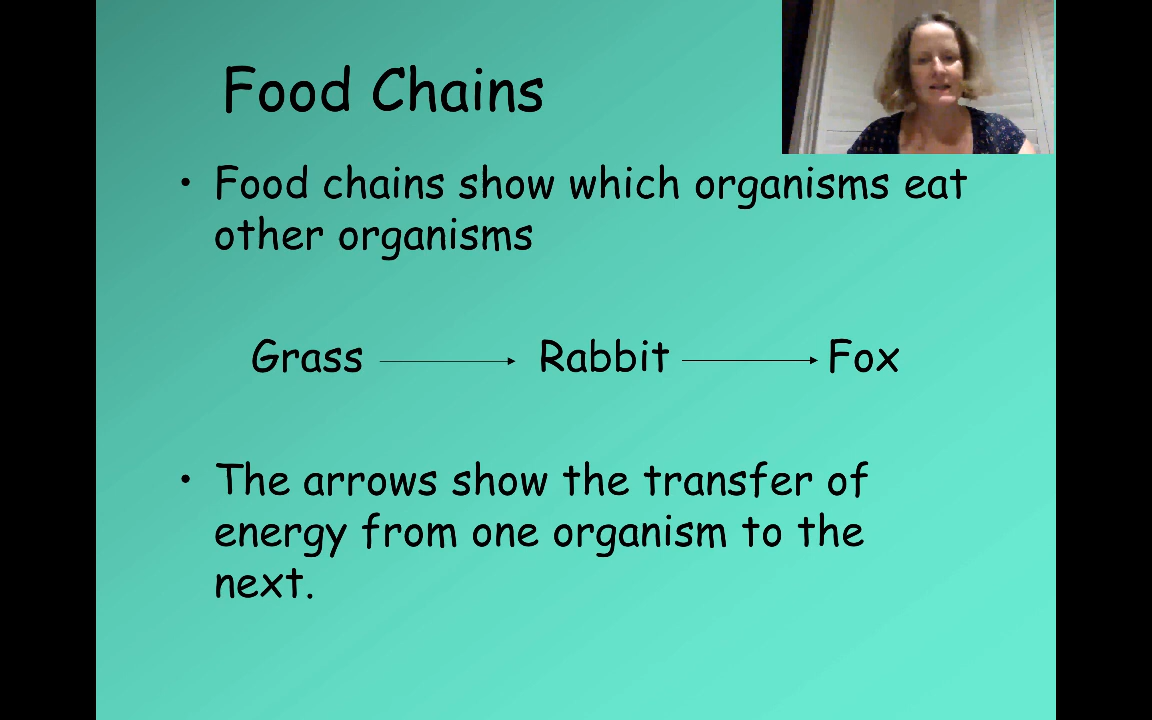 Food Chains
• Food chains show which organisms eat
other organisms
Grass Rabbit Fox
• The arrows show the transfer of
energy from one organism to the
next.